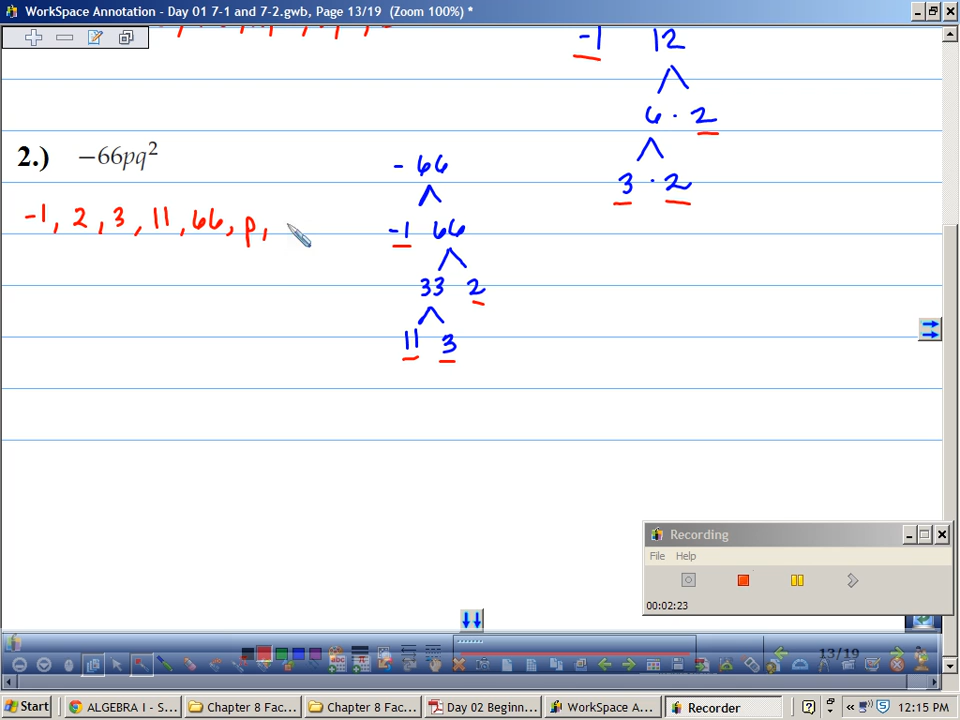 WorkSpace Annotation - Day 01 7-1 and 7-2.gwb, Page 13/19 (Zoom 100%) *
-1 12
6 · 2
3 · 2
2.) −66pq²
-1, 2, 3, 11, 66, p,
- 66
-1 66
33 2
11 3
Recording
File Help
00:02:23
13/19
Start
ALGEBRA I - S...
Chapter 8 Fac...
Chapter 8 Fac...
Day 02 Beginn...
WorkSpace Ann...
Recorder
12:15 PM